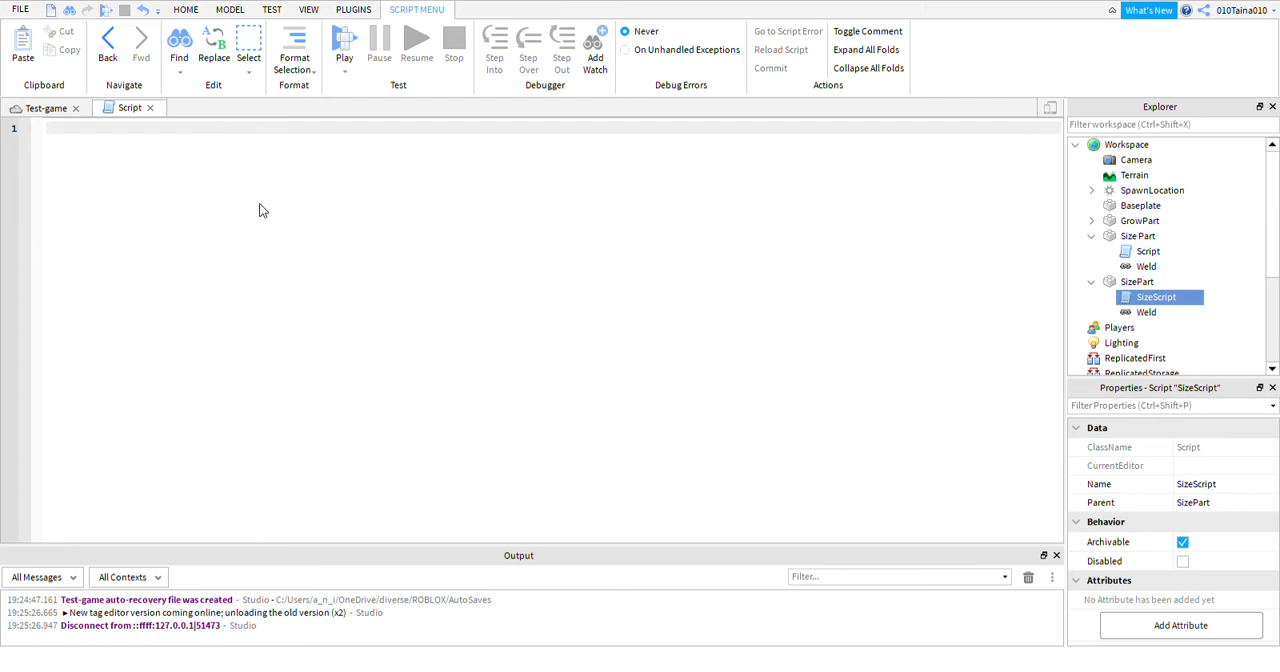 FILE HOME MODEL TEST VIEW PLUGINS SCRIPT MENU What's New 010Taina010
Paste Cut Copy Clipboard
Back Fwd Navigate
Find Replace Select Edit
Format Selection Format
Play Pause Resume Stop Test
Step Into Step Over Step Out Add Watch Debugger
Never
On Unhandled Exceptions
Debug Errors
Go to Script Error Toggle Comment
Reload Script Expand All Folds
Commit Collapse All Folds
Actions
Test-game Script
1
Explorer
Filter workspace (Ctrl+Shift+X)
Workspace
Camera
Terrain
SpawnLocation
Baseplate
GrowPart
Size Part
Script
Weld
SizePart
SizeScript
Weld
Players
Lighting
ReplicatedFirst
ReplicatedStorage
Properties - Script "SizeScript"
Filter Properties (Ctrl+Shift+P)
Data
ClassName Script
CurrentEditor
Name SizeScript
Parent SizePart
Behavior
Archivable
Disabled
Attributes
No Attribute has been added yet
Add Attribute
Output
All Messages All Contexts Filter...
19:24:47.161 Test-game auto-recovery file was created - Studio - C:/Users/a_n_i/OneDrive/diverse/ROBLOX/AutoSaves
19:25:26.665 ▸ New tag editor version coming online; unloading the old version (x2) - Studio
19:25:26.947 Disconnect from ::ffff:127.0.0.1|51473 - Studio